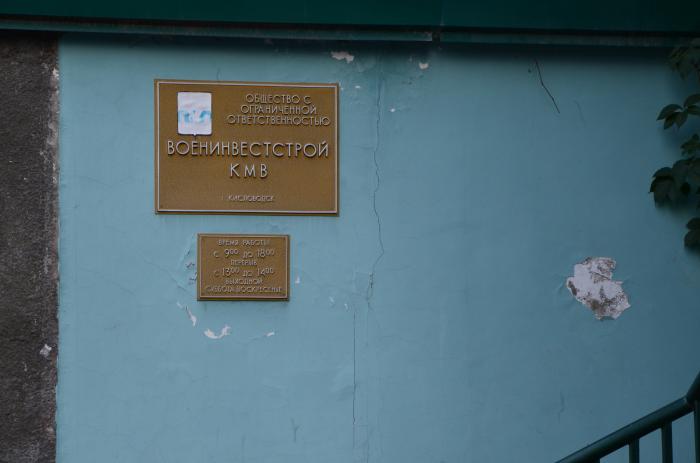 ОБЩЕСТВО С
ОГРАНИЧЕННОЙ
ОТВЕТСТВЕННОСТЬЮ
ВОЕНИНВЕСТСТРОЙ
КМВ
г. КИСЛОВОДСК
ВРЕМЯ РАБОТЫ
С 9⁰⁰ ДО 18⁰⁰
ПЕРЕРЫВ
С 13⁰⁰ ДО 14⁰⁰
ВЫХОДНОЙ
СУББОТА ВОСКРЕСЕНЬЕ